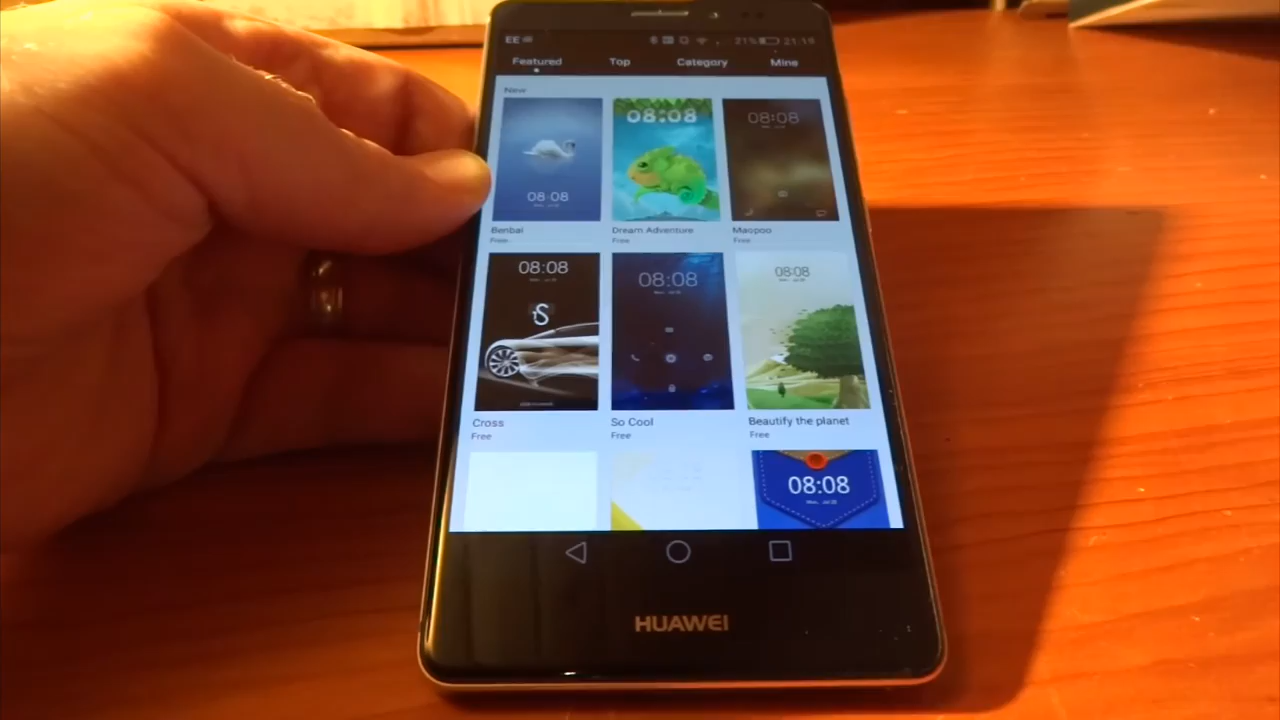 EE 21% 21:19
Featured Top Category Mine
New
08:08 08:08 08:08
Benbai Dream Adventure Maopoo
Free Free Free
08:08 08:08 08:08
S
Cross So Cool Beautify the planet
Free Free Free
08:08
HUAWEI